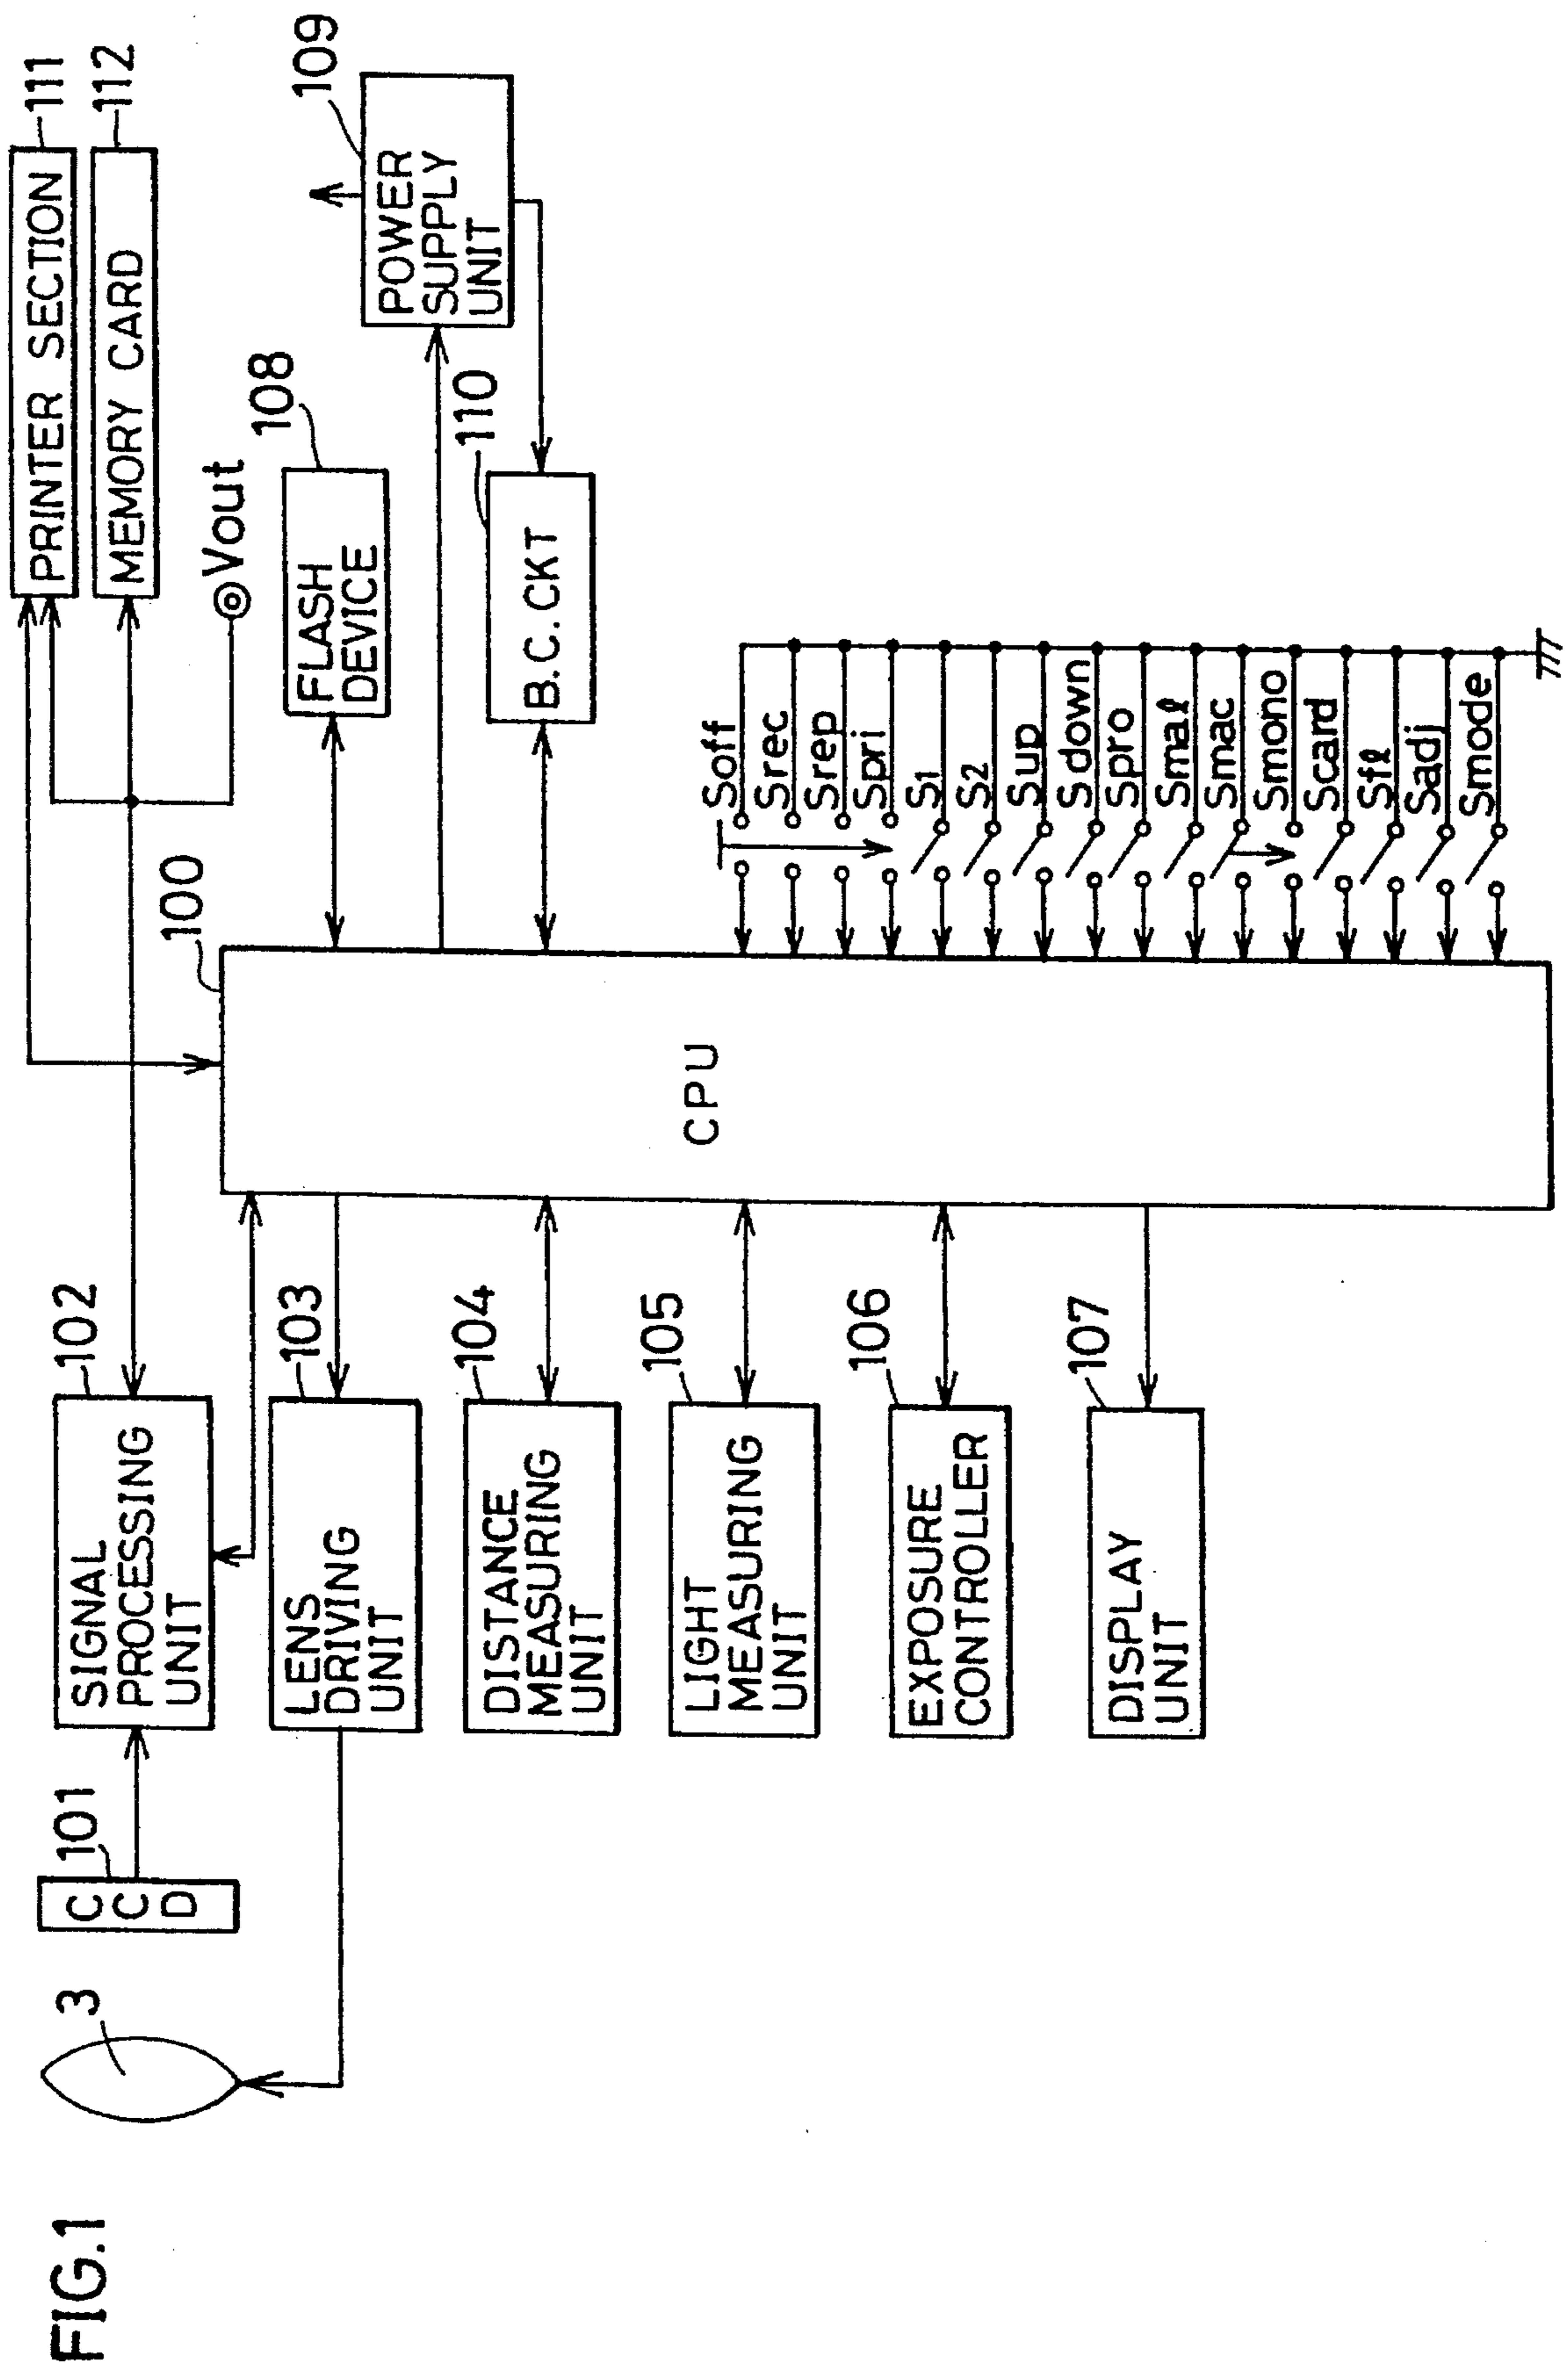 FIG.1
3
101
C
C
D
102
SIGNAL
PROCESSING
UNIT
103
LENS
DRIVING
UNIT
104
DISTANCE
MEASURING
UNIT
105
LIGHT
MEASURING
UNIT
106
EXPOSURE
CONTROLLER
107
DISPLAY
UNIT
100
CPU
111
PRINTER SECTION
112
MEMORY CARD
Vout
108
FLASH
DEVICE
109
POWER
SUPPLY
UNIT
110
B.C.CKT
Soff
Srec
Srep
Spri
S1
S2
Sup
Sdown
Spro
Smaℓ
Smac
Smono
Scard
Sfℓ
Sadj
Smode